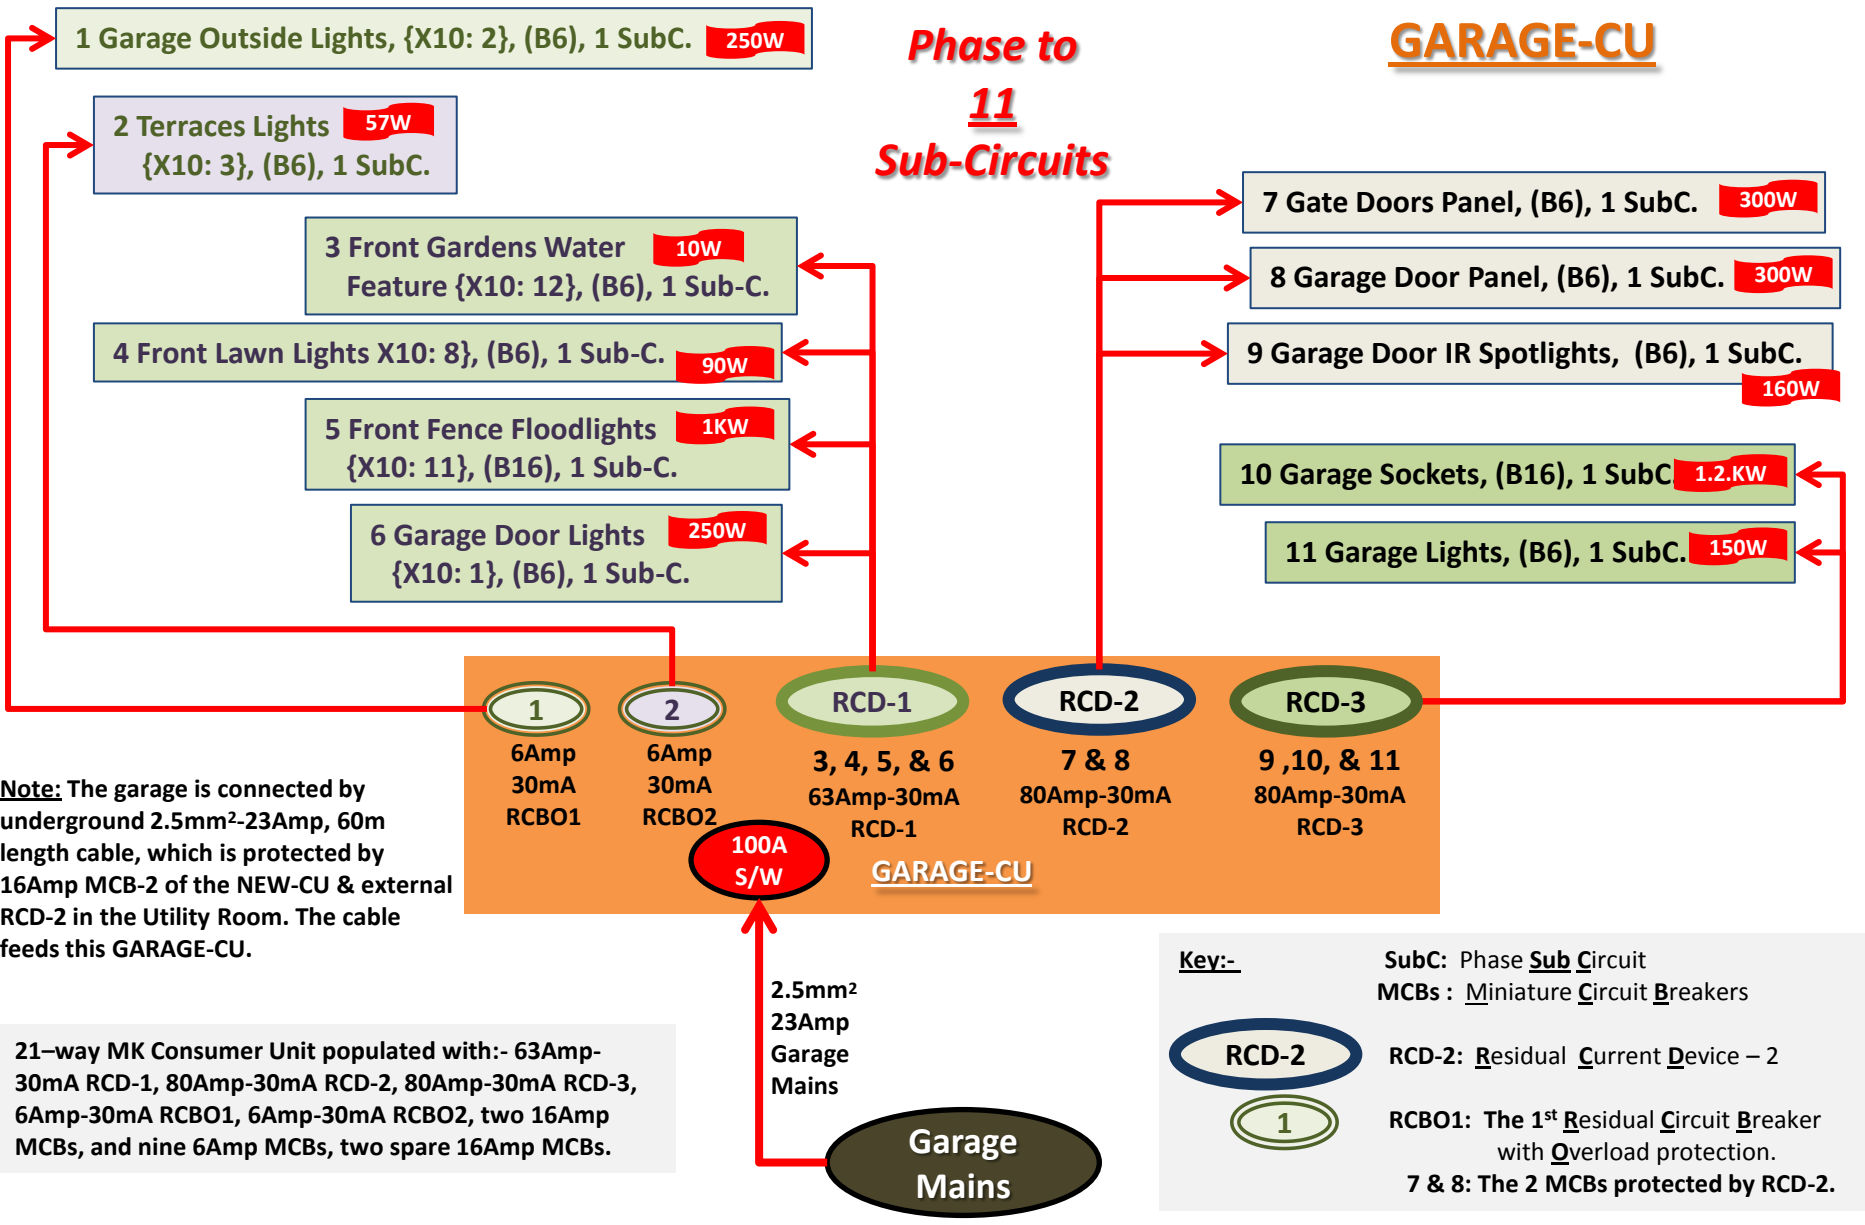 GARAGE-CU
Phase to
11
Sub-Circuits
1 Garage Outside Lights, {X10: 2}, (B6), 1 SubC.
250W
2 Terraces Lights
57W
{X10: 3}, (B6), 1 SubC.
3 Front Gardens Water
10W
Feature {X10: 12}, (B6), 1 Sub-C.
4 Front Lawn Lights X10: 8}, (B6), 1 Sub-C.
90W
5 Front Fence Floodlights
1KW
{X10: 11}, (B16), 1 Sub-C.
6 Garage Door Lights
250W
{X10: 1}, (B6), 1 Sub-C.
7 Gate Doors Panel, (B6), 1 SubC.
300W
8 Garage Door Panel, (B6), 1 SubC.
300W
9 Garage Door IR Spotlights, (B6), 1 SubC.
160W
10 Garage Sockets, (B16), 1 SubC.
1.2.KW
11 Garage Lights, (B6), 1 SubC.
150W
1
6Amp
30mA
RCBO1
2
6Amp
30mA
RCBO2
RCD-1
3, 4, 5, & 6
63Amp-30mA
RCD-1
RCD-2
7 & 8
80Amp-30mA
RCD-2
RCD-3
9 ,10, & 11
80Amp-30mA
RCD-3
100A
S/W
GARAGE-CU
Note: The garage is connected by
underground 2.5mm²-23Amp, 60m
length cable, which is protected by
16Amp MCB-2 of the NEW-CU & external
RCD-2 in the Utility Room. The cable
feeds this GARAGE-CU.
2.5mm²
23Amp
Garage
Mains
Garage
Mains
21–way MK Consumer Unit populated with:- 63Amp-
30mA RCD-1, 80Amp-30mA RCD-2, 80Amp-30mA RCD-3,
6Amp-30mA RCBO1, 6Amp-30mA RCBO2, two 16Amp
MCBs, and nine 6Amp MCBs, two spare 16Amp MCBs.
Key:-
SubC: Phase Sub Circuit
MCBs : Miniature Circuit Breakers
RCD-2
RCD-2: Residual Current Device – 2
1
RCBO1: The 1st Residual Circuit Breaker
with Overload protection.
7 & 8: The 2 MCBs protected by RCD-2.